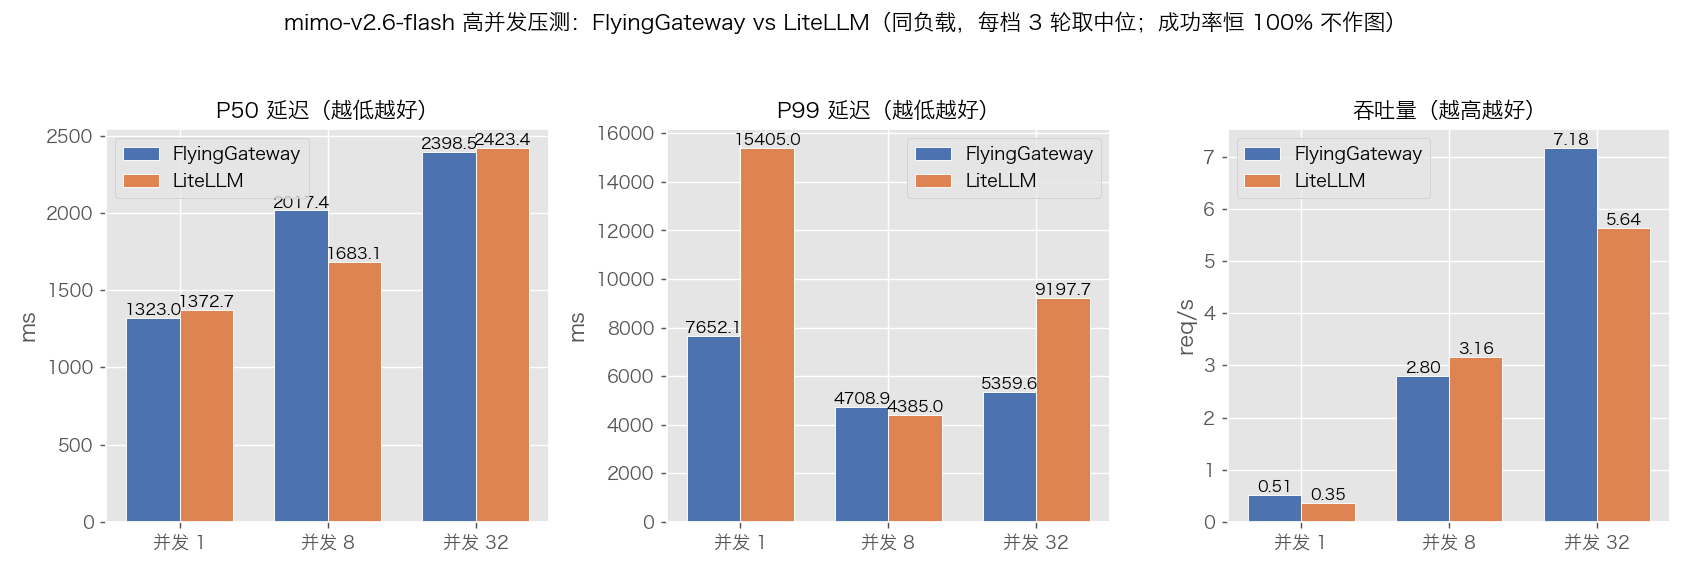 mimo-v2.6-flash 高并发压测：FlyingGateway vs LiteLLM（同负载，每档 3 轮取中位；成功率恒 100% 不作图）
P50 延迟（越低越好）
2500
2000
1500
1000
500
0
ms
FlyingGateway
LiteLLM
1323.0
1372.7
2017.4
1683.1
2398.5
2423.4
并发 1
并发 8
并发 32
P99 延迟（越低越好）
16000
14000
12000
10000
8000
6000
4000
2000
0
ms
FlyingGateway
LiteLLM
7652.1
15405.0
4708.9
4385.0
5359.6
9197.7
并发 1
并发 8
并发 32
吞吐量（越高越好）
7
6
5
4
3
2
1
0
req/s
FlyingGateway
LiteLLM
0.51
0.35
2.80
3.16
7.18
5.64
并发 1
并发 8
并发 32